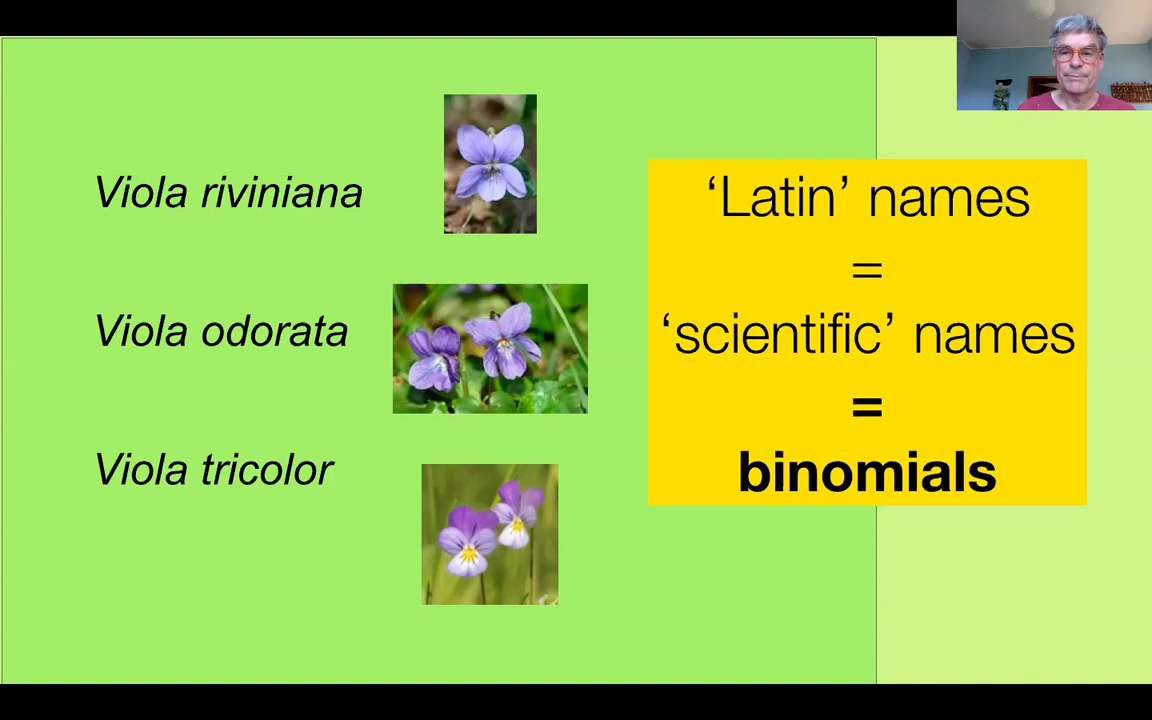 Viola riviniana
Viola odorata
Viola tricolor
‘Latin’ names
=
‘scientific’ names
=
binomials